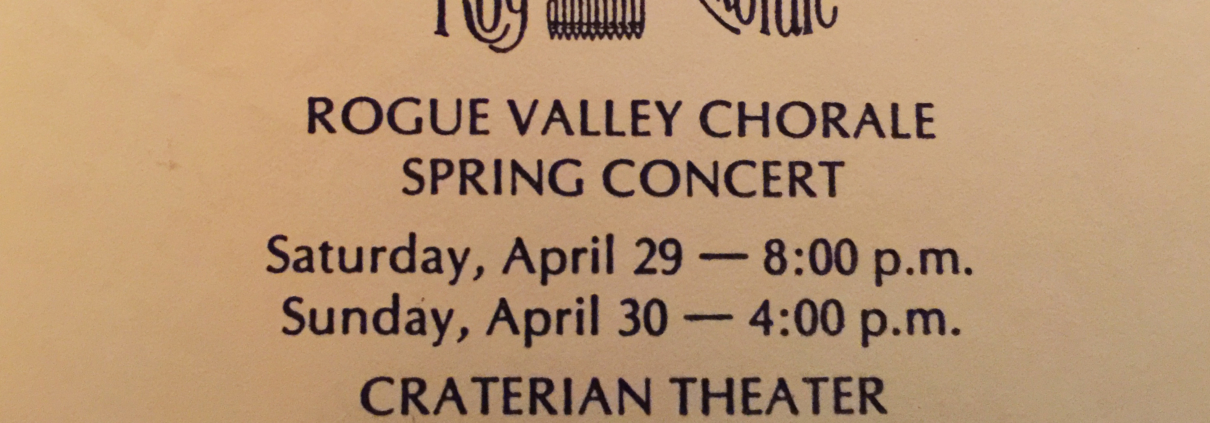 ROGUE VALLEY CHORALE
SPRING CONCERT
Saturday, April 29 — 8:00 p.m.
Sunday, April 30 — 4:00 p.m.
CRATERIAN THEATER